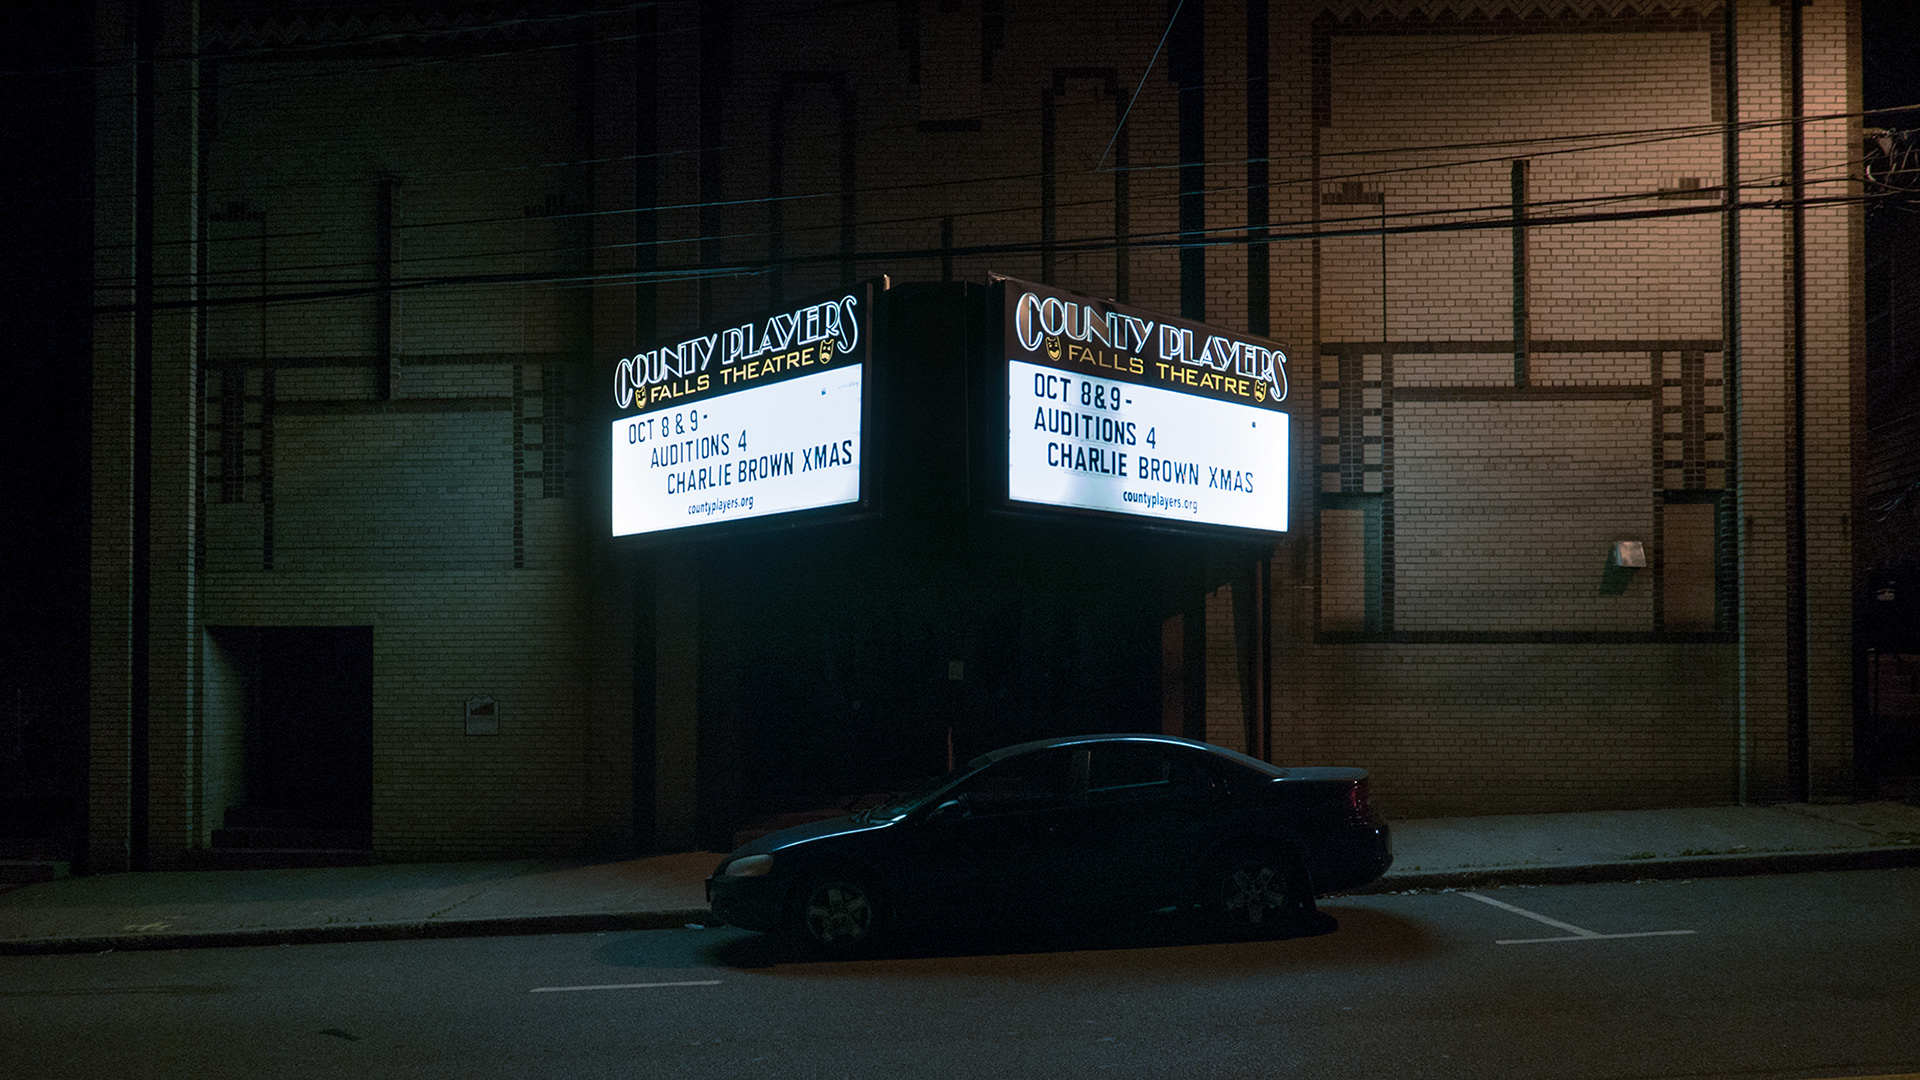 COUNTY PLAYERS
FALLS THEATRE
OCT 8 & 9 -
AUDITIONS 4
CHARLIE BROWN XMAS
countyplayers.org
COUNTY PLAYERS
FALLS THEATRE
OCT 8 & 9 -
AUDITIONS 4
CHARLIE BROWN XMAS
countyplayers.org